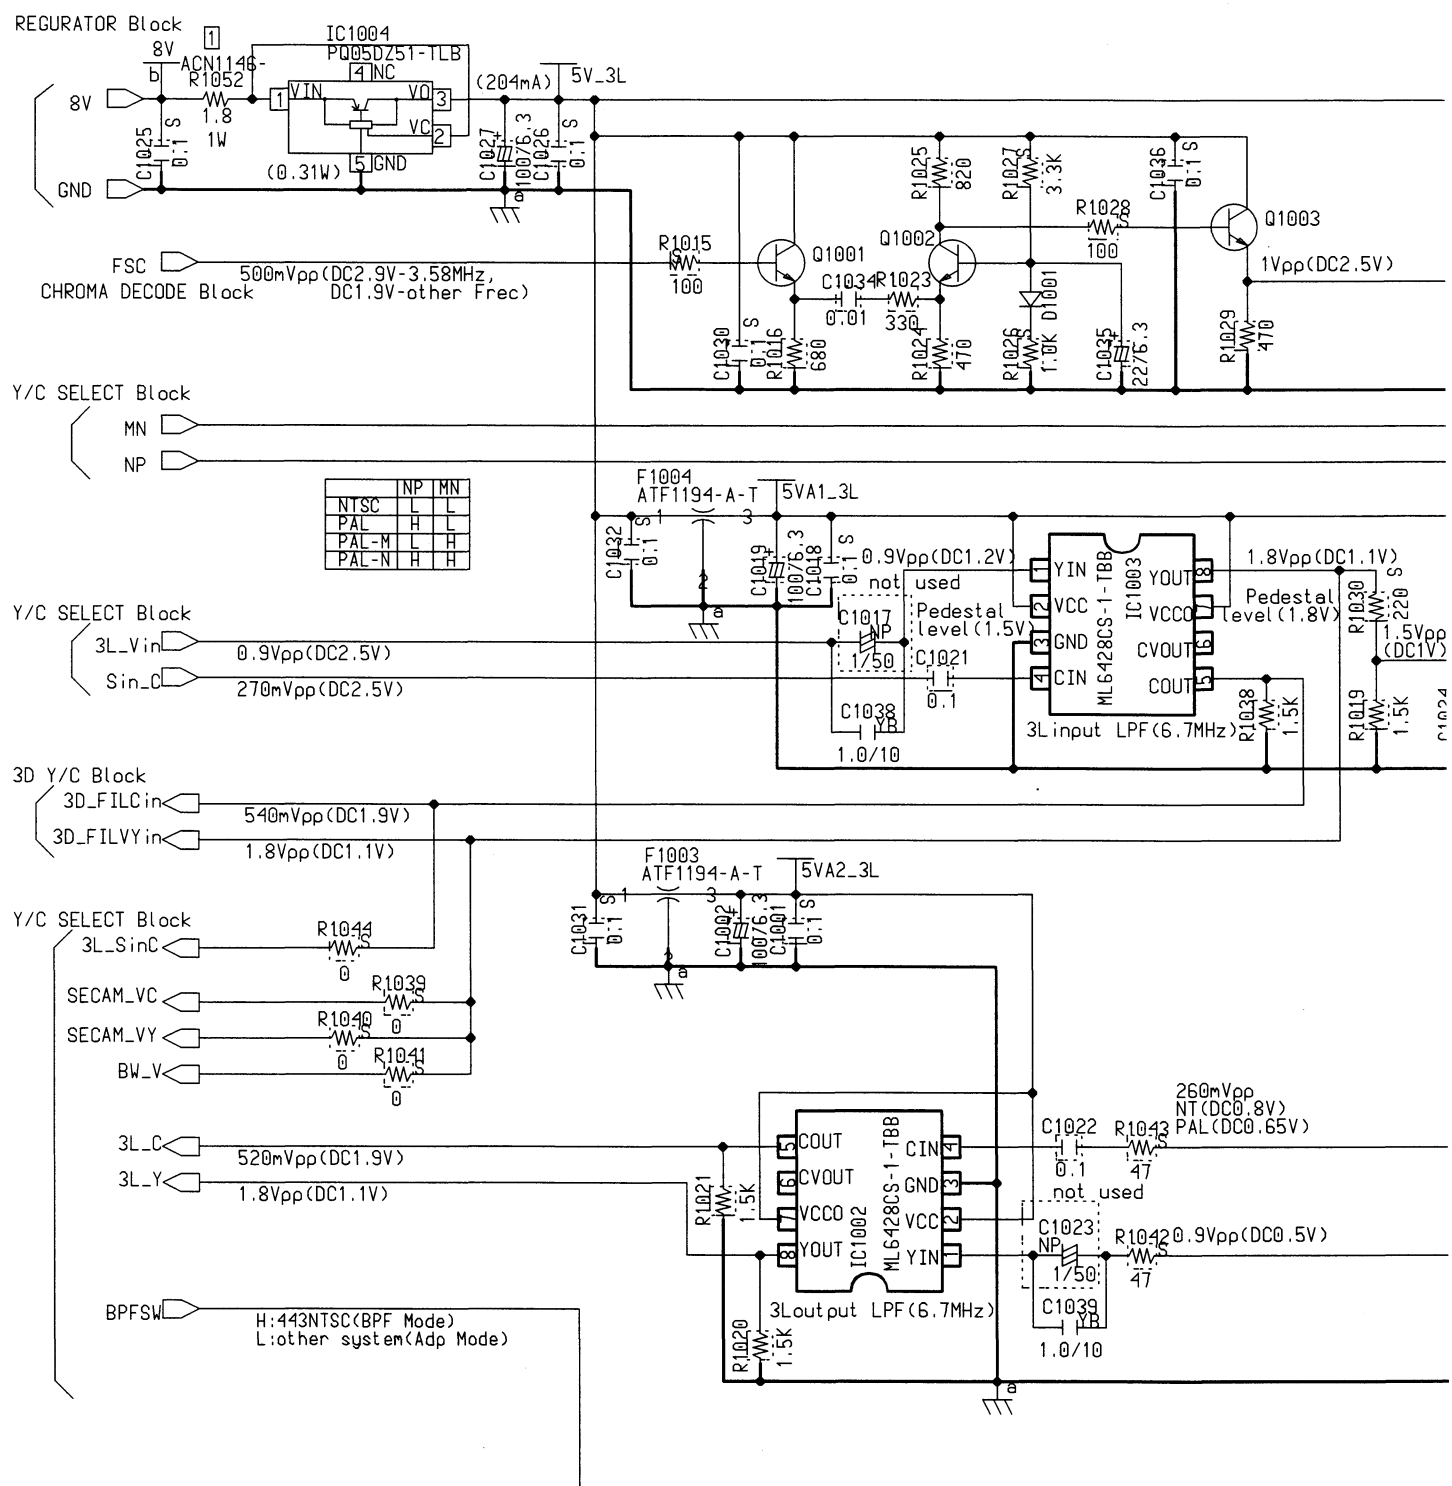 REGURATOR Block
1
IC1004
PQ05DZ51-TLB
8V
b
ACN1146-
R1052
1.8
1W
4 NC
VIN
VO
VC
1
3
2
5 GND
(0.31W)
(204mA)
5V_3L
8V
GND
C1025
0.1 S
C1027
100/6.3
C1026
0.1 S
a
FSC
500mVpp(DC2.9V-3.58MHz,
DC1.9V-other Frec)
CHROMA DECODE Block
R1015
S
100
Q1001
Q1002
Q1003
C1034
0.01
R1023
330
R1025
820
R1027
S
3.3K
C1036
0.1 S
R1028
S
100
1Vpp(DC2.5V)
C1030
0.1 S
R1016
680
R1024
470
D1001
R1026
S
1.0K
C1035
22/6.3
R1029
470
Y/C SELECT Block
MN
NP
NP MN
NTSC L L
PAL H L
PAL-M L H
PAL-N H H
F1004
ATF1194-A-T
1
3
2
a
5VA1_3L
C1032
0.1 S
C1019
100/6.3
C1018
0.1 S
0.9Vpp(DC1.2V)
not used
C1017
NP
1/50
Pedestal
level(1.5V)
C1021
0.1
C1038
YB
1.0/10
1 YIN
2 VCC
3 GND
4 CIN
ML6428CS-1-TBB
IC1003
YOUT 8
VCCO 7
CVOUT 6
COUT 5
3Linput LPF(6.7MHz)
1.8Vpp(DC1.1V)
Pedestal
level(1.8V)
R1030
220
S
1.5Vpp
(DC1V)
R1038
1.5K
R1019
1.5K
C1024
Y/C SELECT Block
3L_Vin
0.9Vpp(DC2.5V)
Sin_C
270mVpp(DC2.5V)
3D Y/C Block
3D_FILCin
540mVpp(DC1.9V)
3D_FILVYin
1.8Vpp(DC1.1V)
F1003
ATF1194-A-T
1
3
2
a
5VA2_3L
C1031
0.1 S
C1002
100/6.3
C1001
0.1 S
Y/C SELECT Block
3L_SinC
R1044
S
0
SECAM_VC
R1039
S
0
SECAM_VY
R1040
S
0
BW_V
R1041
S
0
3L_C
520mVpp(DC1.9V)
3L_Y
1.8Vpp(DC1.1V)
R1021
1.5K
R1020
1.5K
5 COUT
6 CVOUT
7 VCCO
8 YOUT
IC1002
ML6428CS-1-TBB
CIN 4
GND 3
VCC 2
YIN 1
3Loutput LPF(6.7MHz)
260mVpp
NT(DC0.8V)
PAL(DC0.65V)
C1022
0.1
R1043
S
47
not used
C1023
NP
1/50
R1042
S
47
0.9Vpp(DC0.5V)
C1039
YB
1.0/10
a
BPFSW
H:443NTSC(BPF Mode)
L:other system(Adp Mode)